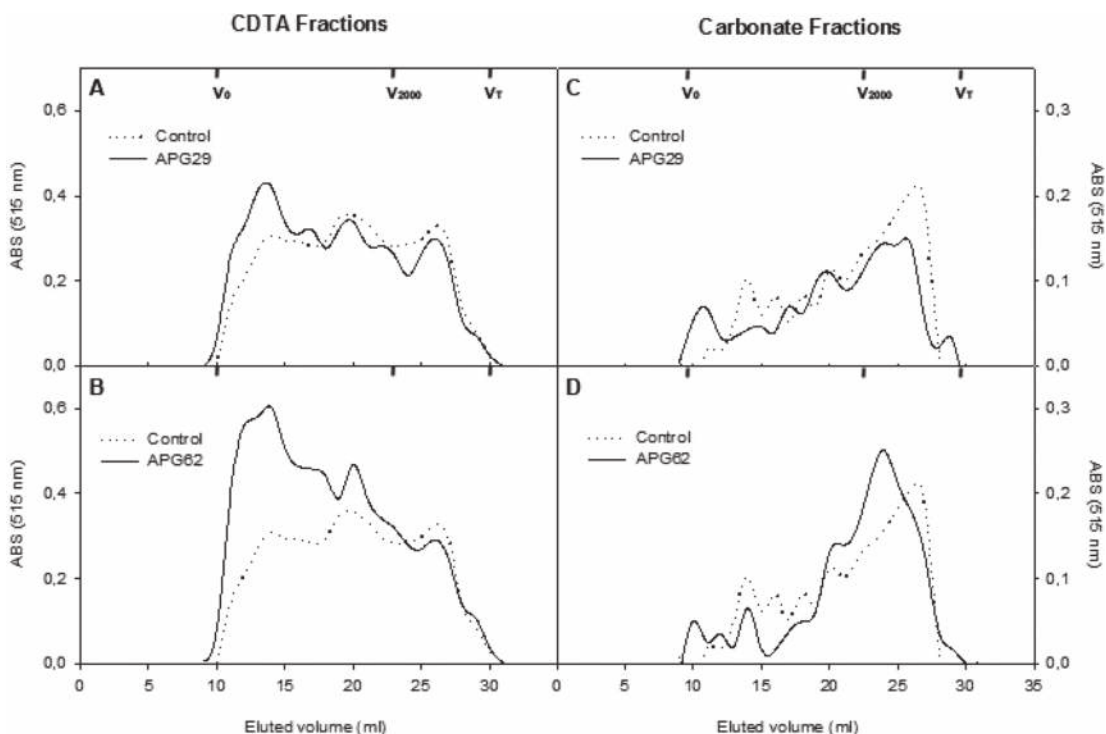 CDTA Fractions
Carbonate Fractions
A
V0
V2000
VT
Control
APG29
0,6
0,4
0,2
0,0
ABS (515 nm)
C
V0
V2000
VT
Control
APG29
0,3
0,2
0,1
0,0
ABS (515 nm)
B
Control
APG62
0,6
0,4
0,2
0,0
ABS (515 nm)
0 5 10 15 20 25 30
Eluted volume (ml)
D
Control
APG62
0,3
0,2
0,1
0,0
ABS (515 nm)
0 5 10 15 20 25 30 35
Eluted volume (ml)